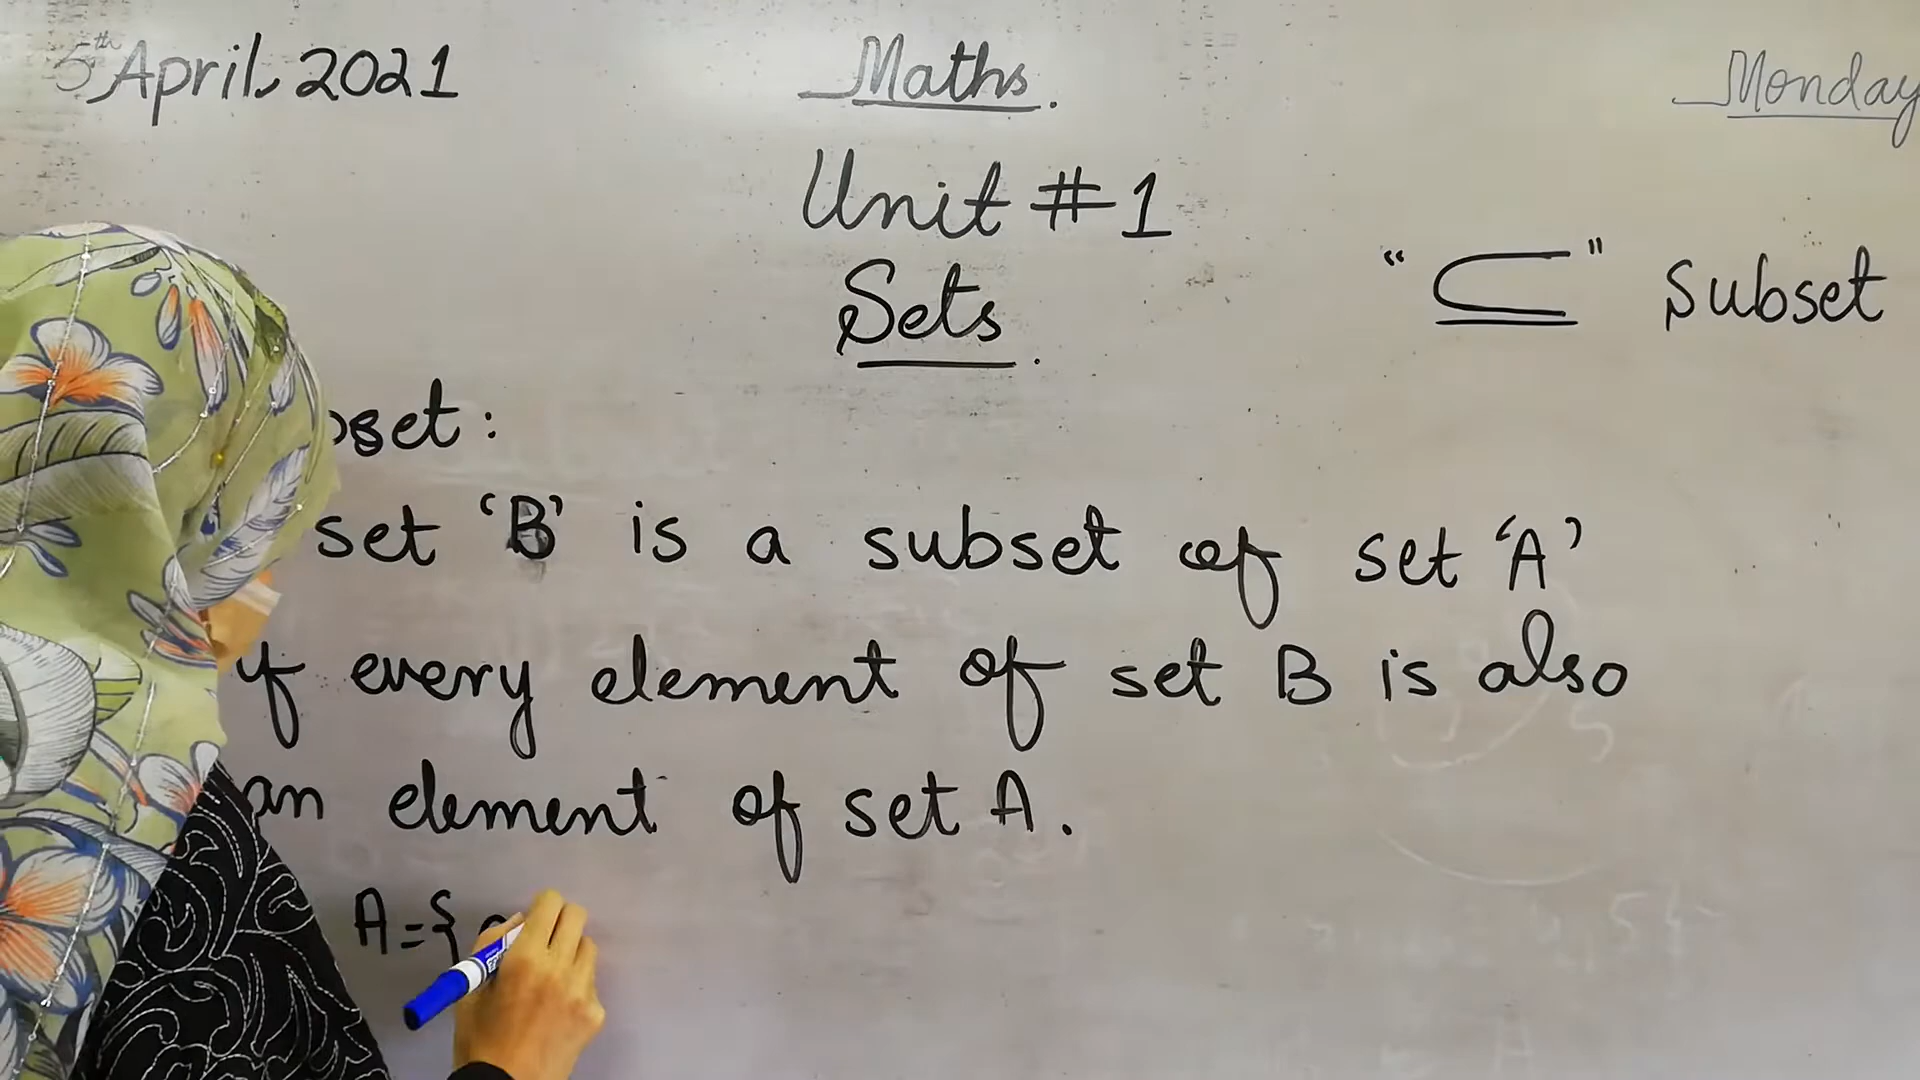 5th April, 2021
Maths.
Monday
Unit #1
Sets.
"⊆" Subset
set:
set 'B' is a subset of set 'A'
if every element of set B is also
an element of set A.
A={